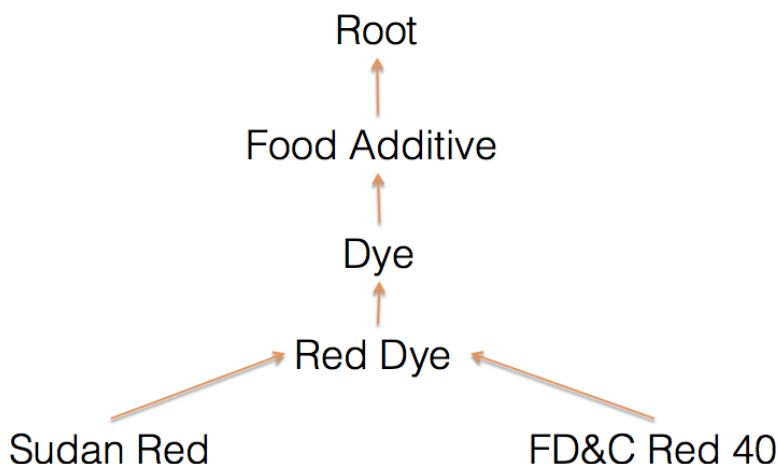 Root
Food Additive
Dye
Red Dye
Sudan Red
FD&C Red 40